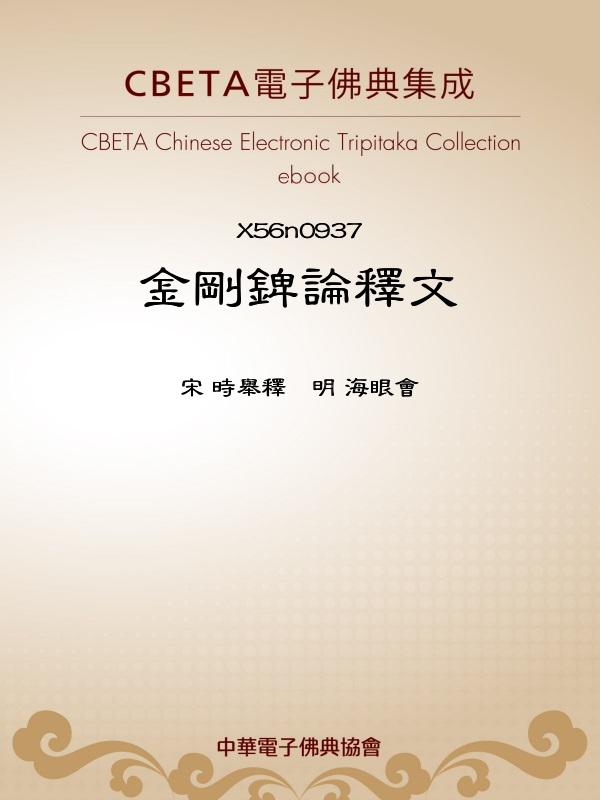 CBETA電子佛典集成
CBETA Chinese Electronic Tripitaka Collection
ebook
X56n0937
金剛錍論釋文
宋 時舉釋　明 海眼會
中華電子佛典協會